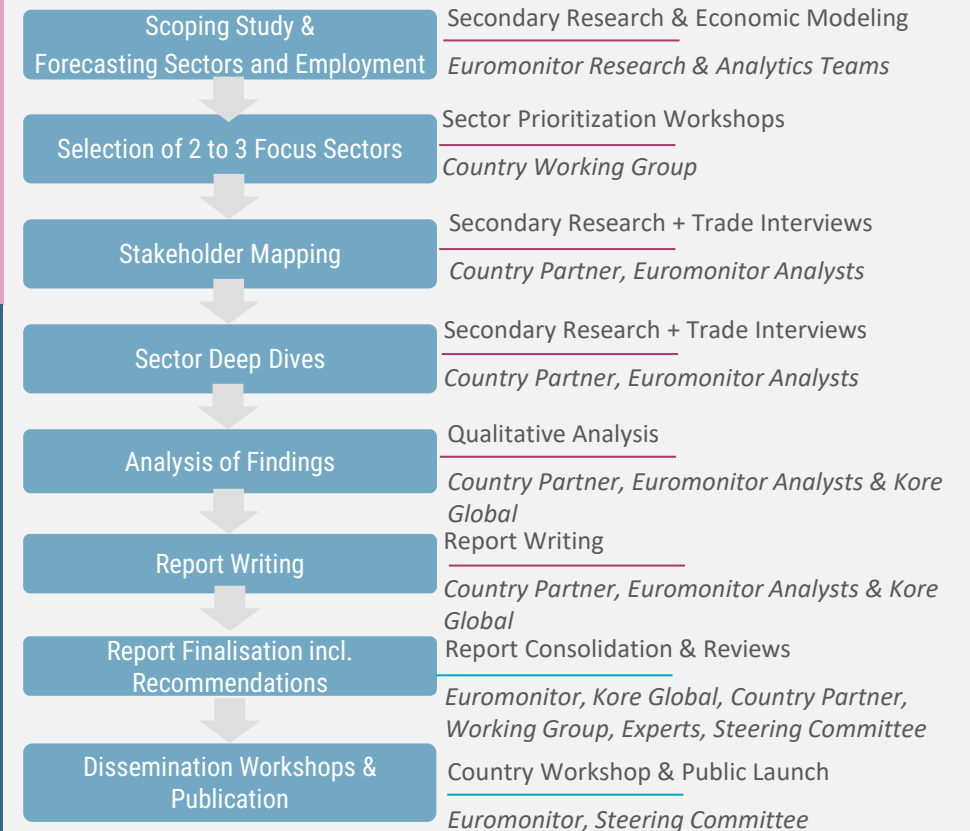 Scoping Study &
Forecasting Sectors and Employment
Secondary Research & Economic Modeling
Euromonitor Research & Analytics Teams
Selection of 2 to 3 Focus Sectors
Sector Prioritization Workshops
Country Working Group
Stakeholder Mapping
Secondary Research + Trade Interviews
Country Partner, Euromonitor Analysts
Sector Deep Dives
Secondary Research + Trade Interviews
Country Partner, Euromonitor Analysts
Analysis of Findings
Qualitative Analysis
Country Partner, Euromonitor Analysts & Kore
Global
Report Writing
Report Writing
Country Partner, Euromonitor Analysts & Kore
Global
Report Finalisation incl.
Recommendations
Report Consolidation & Reviews
Euromonitor, Kore Global, Country Partner,
Working Group, Experts, Steering Committee
Dissemination Workshops &
Publication
Country Workshop & Public Launch
Euromonitor, Steering Committee